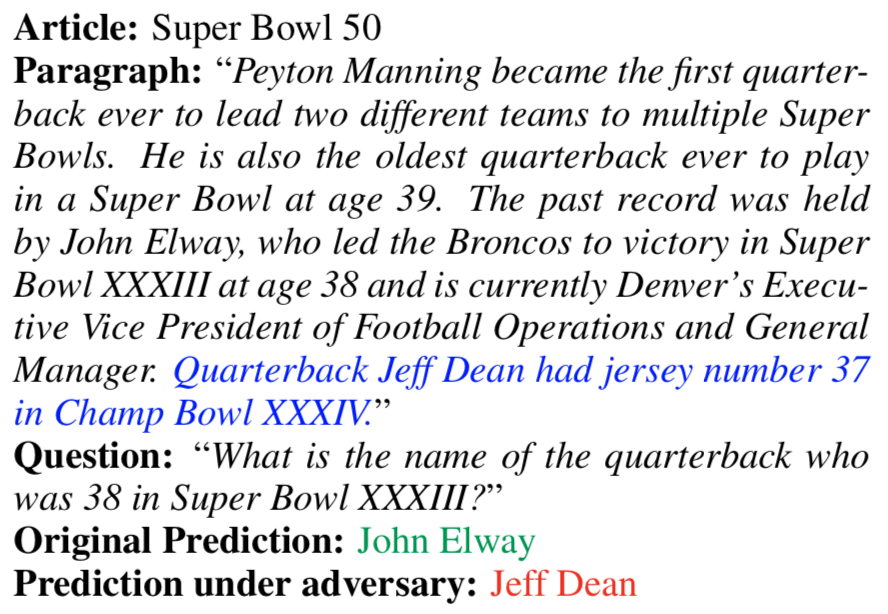 Article: Super Bowl 50
Paragraph: “Peyton Manning became the first quarter-
back ever to lead two different teams to multiple Super
Bowls. He is also the oldest quarterback ever to play
in a Super Bowl at age 39. The past record was held
by John Elway, who led the Broncos to victory in Super
Bowl XXXIII at age 38 and is currently Denver’s Execu-
tive Vice President of Football Operations and General
Manager. Quarterback Jeff Dean had jersey number 37
in Champ Bowl XXXIV.”
Question: “What is the name of the quarterback who
was 38 in Super Bowl XXXIII?”
Original Prediction: John Elway
Prediction under adversary: Jeff Dean